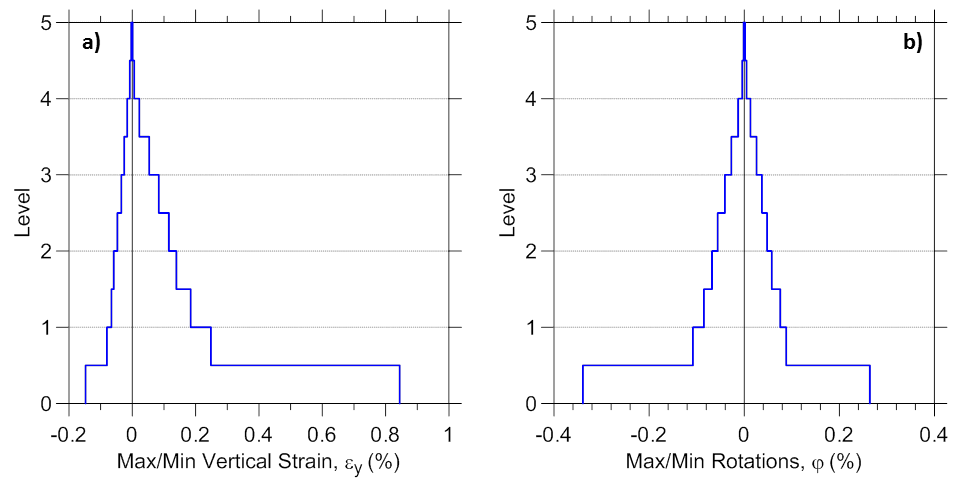 a)
5
4
3
2
1
0
Level
-0.2 0 0.2 0.4 0.6 0.8 1
Max/Min Vertical Strain, εy (%)
b)
5
4
3
2
1
0
Level
-0.4 -0.2 0 0.2 0.4
Max/Min Rotations, φ (%)